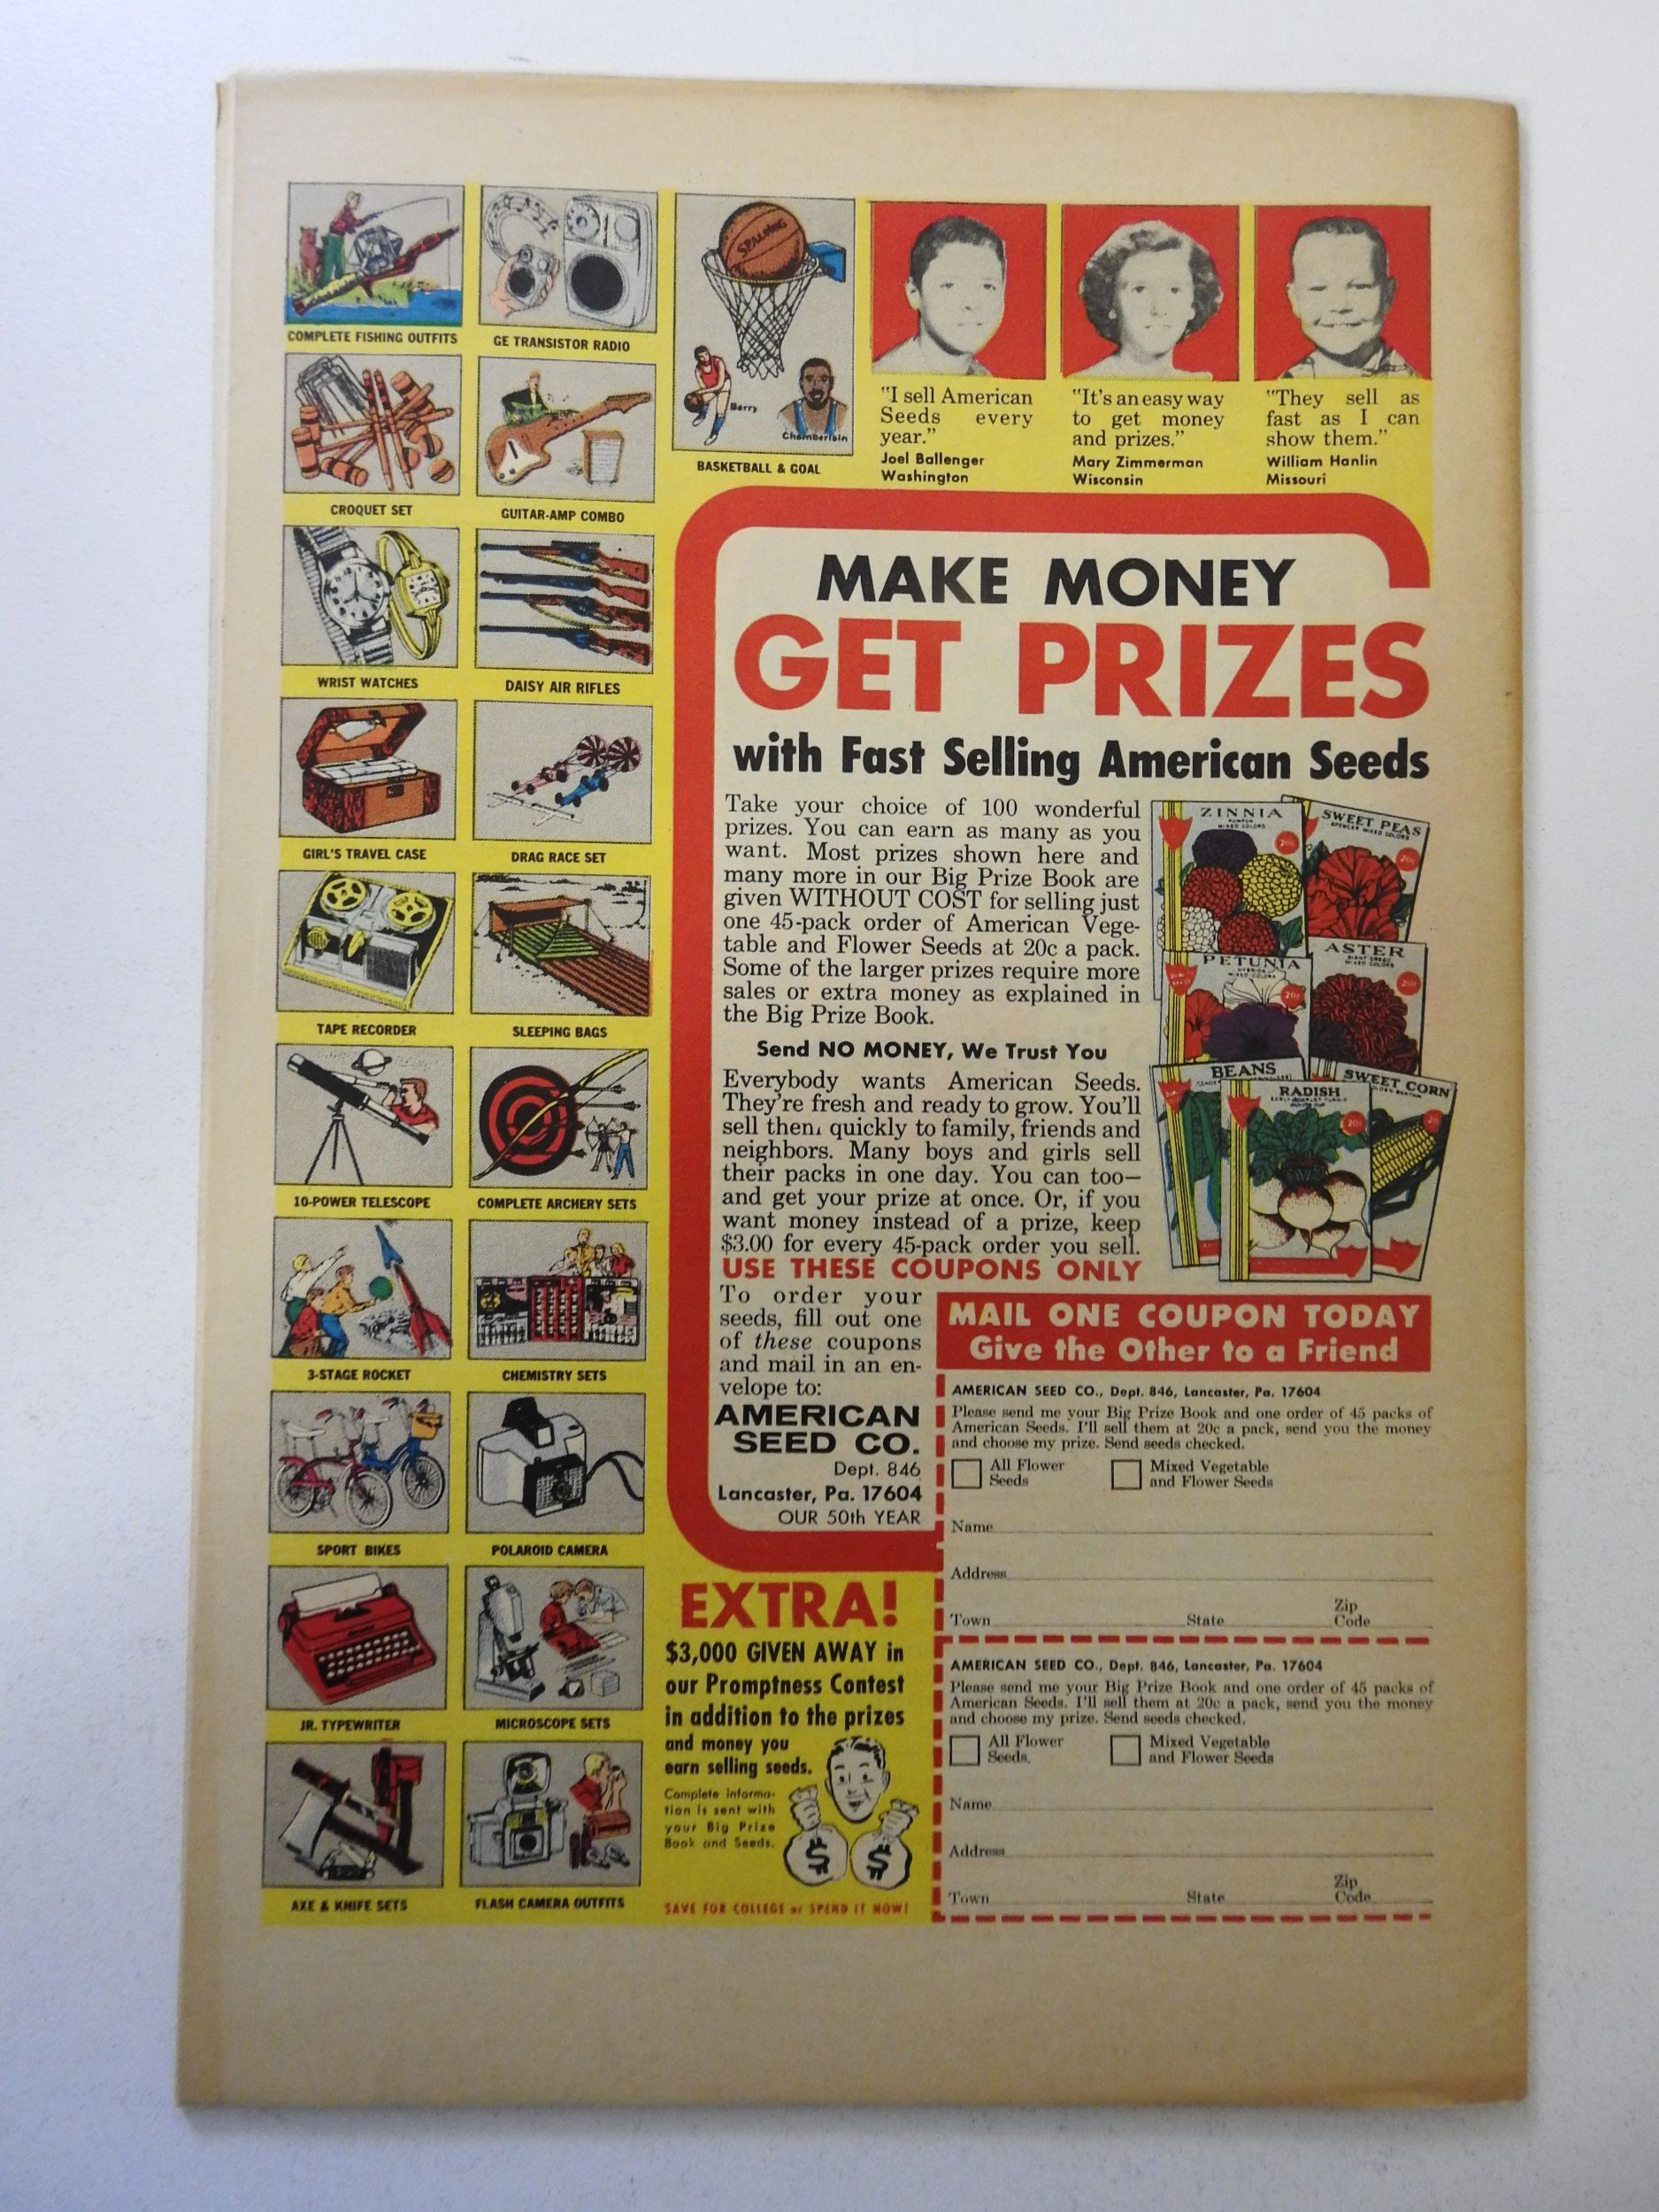 COMPLETE FISHING OUTFITS
GE TRANSISTOR RADIO
SPALDING
Barry
Chamberlain
BASKETBALL & GOAL
CROQUET SET
GUITAR-AMP COMBO
WRIST WATCHES
DAISY AIR RIFLES
GIRL'S TRAVEL CASE
DRAG RACE SET
TAPE RECORDER
SLEEPING BAGS
10-POWER TELESCOPE
COMPLETE ARCHERY SETS
3-STAGE ROCKET
CHEMISTRY SETS
SPORT BIKES
POLAROID CAMERA
JR. TYPEWRITER
MICROSCOPE SETS
AXE & KNIFE SETS
FLASH CAMERA OUTFITS
"I sell American
Seeds every
year."
Joel Ballenger
Washington
"It's an easy way
to get money
and prizes."
Mary Zimmerman
Wisconsin
"They sell as
fast as I can
show them."
William Hanlin
Missouri
MAKE MONEY
GET PRIZES
with Fast Selling American Seeds
Take your choice of 100 wonderful
prizes. You can earn as many as you
want. Most prizes shown here and
many more in our Big Prize Book are
given WITHOUT COST for selling just
one 45-pack order of American Vege-
table and Flower Seeds at 20c a pack.
Some of the larger prizes require more
sales or extra money as explained in
the Big Prize Book.
Send NO MONEY, We Trust You
Everybody wants American Seeds.
They're fresh and ready to grow. You'll
sell them quickly to family, friends and
neighbors. Many boys and girls sell
their packs in one day. You can too—
and get your prize at once. Or, if you
want money instead of a prize, keep
$3.00 for every 45-pack order you sell.
USE THESE COUPONS ONLY
To order your
seeds, fill out one
of these coupons
and mail in an en-
velope to:
AMERICAN
SEED CO.
Dept. 846
Lancaster, Pa. 17604
OUR 50th YEAR
ZINNIA
MIXED COLORS
20c
SWEET PEAS
SPENCER MIXED COLORS
20c
PETUNIA
MIXED COLORS
20c
ASTER
MIXED COLORS
20c
BEANS
RADISH
20c
SWEET CORN
MAIL ONE COUPON TODAY
Give the Other to a Friend
AMERICAN SEED CO., Dept. 846, Lancaster, Pa. 17604
Please send me your Big Prize Book and one order of 45 packs of
American Seeds. I'll sell them at 20c a pack, send you the money
and choose my prize. Send seeds checked.
All Flower
Seeds
Mixed Vegetable
and Flower Seeds
Name
Address
Town State Zip
Code
AMERICAN SEED CO., Dept. 846, Lancaster, Pa. 17604
Please send me your Big Prize Book and one order of 45 packs of
American Seeds. I'll sell them at 20c a pack, send you the money
and choose my prize. Send seeds checked.
All Flower
Seeds.
Mixed Vegetable
and Flower Seeds
Name
Address
Town State Zip
Code
EXTRA!
$3,000 GIVEN AWAY in
our Promptness Contest
in addition to the prizes
and money you
earn selling seeds.
Complete informa-
tion is sent with
your Big Prize
Book and Seeds.
$ $
SAVE FOR COLLEGE or SPEND IT NOW!